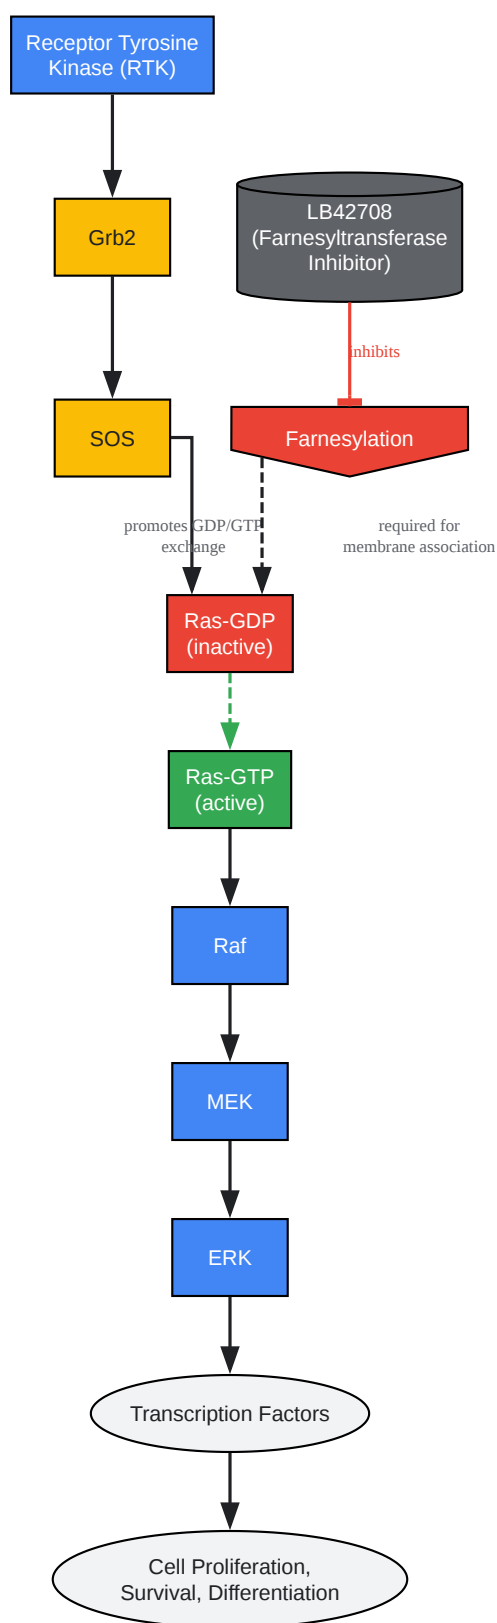 Receptor Tyrosine
Kinase (RTK)
Grb2
LB42708
(Farnesyltransferase
Inhibitor)
inhibits
SOS
Farnesylation
promotes GDP/GTP
exchange
required for
membrane association
Ras-GDP
(inactive)
Ras-GTP
(active)
Raf
MEK
ERK
Transcription Factors
Cell Proliferation,
Survival, Differentiation